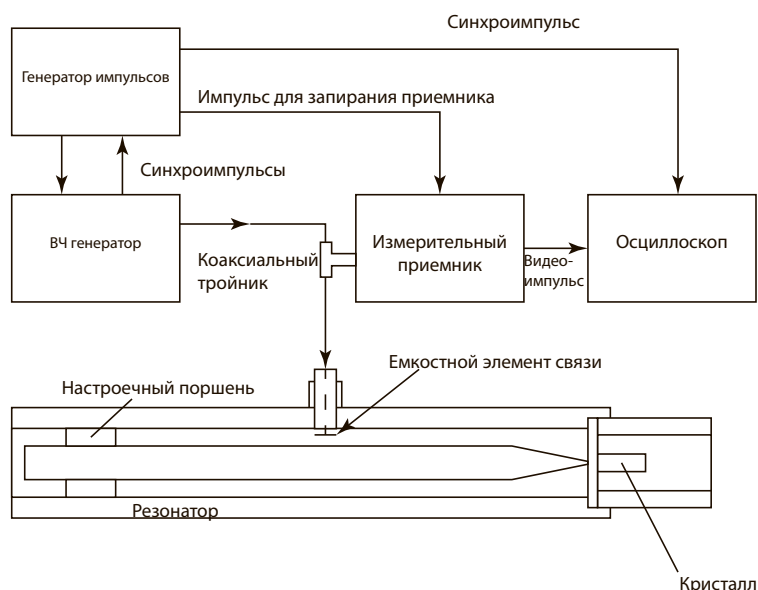 Синхроимпульс
Генератор импульсов
Импульс для запирания приемника
Синхроимпульсы
ВЧ генератор
Коаксиальный
тройник
Измерительный
приемник
Видео-
импульс
Осциллоскоп
Емкостной элемент связи
Настроечный поршень
Резонатор
Кристалл